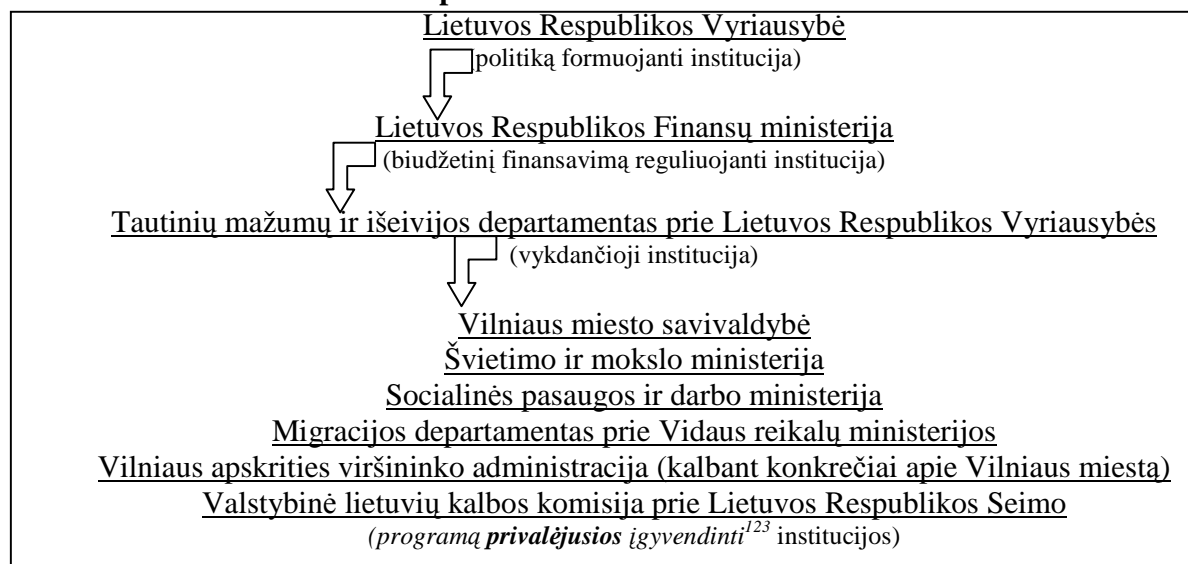 Lietuvos Respublikos Vyriausybė
(politiką formuojanti institucija)
Lietuvos Respublikos Finansų ministerija
(biudžetinį finansavimą reguliuojanti institucija)
Tautinių mažumų ir išeivijos departamentas prie Lietuvos Respublikos Vyriausybės
(vykdančioji institucija)
Vilniaus miesto savivaldybė
Švietimo ir mokslo ministerija
Socialinės pasaugos ir darbo ministerija
Migracijos departamentas prie Vidaus reikalų ministerijos
Vilniaus apskrities viršininko administracija (kalbant konkrečiai apie Vilniaus miestą)
Valstybinė lietuvių kalbos komisija prie Lietuvos Respublikos Seimo
(programą privalėjusios įgyvendinti123 institucijos)